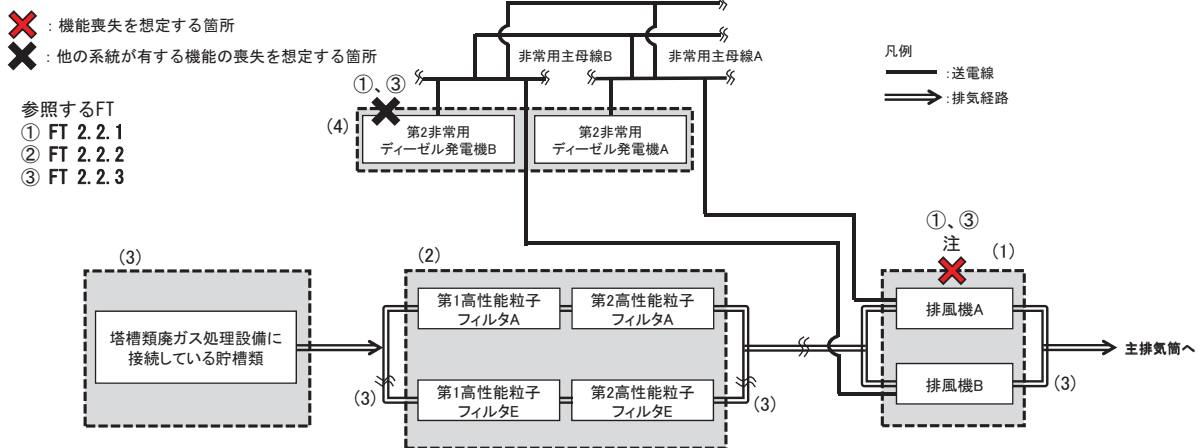 ：機能喪失を想定する箇所
：他の系統が有する機能の喪失を想定する箇所
参照するFT
① FT 2.2.1
② FT 2.2.2
③ FT 2.2.3
非常用主母線B
非常用主母線A
凡例
：送電線
：排気経路
①、③
(4)
第2非常用
ディーゼル発電機B
第2非常用
ディーゼル発電機A
(3)
塔槽類廃ガス処理設備に
接続している貯槽類
(2)
第1高性能粒子
フィルタA
第2高性能粒子
フィルタA
(3)
第1高性能粒子
フィルタE
第2高性能粒子
フィルタE
(3)
①、③
注
(1)
排風機A
排風機B
(3)
主排気筒へ